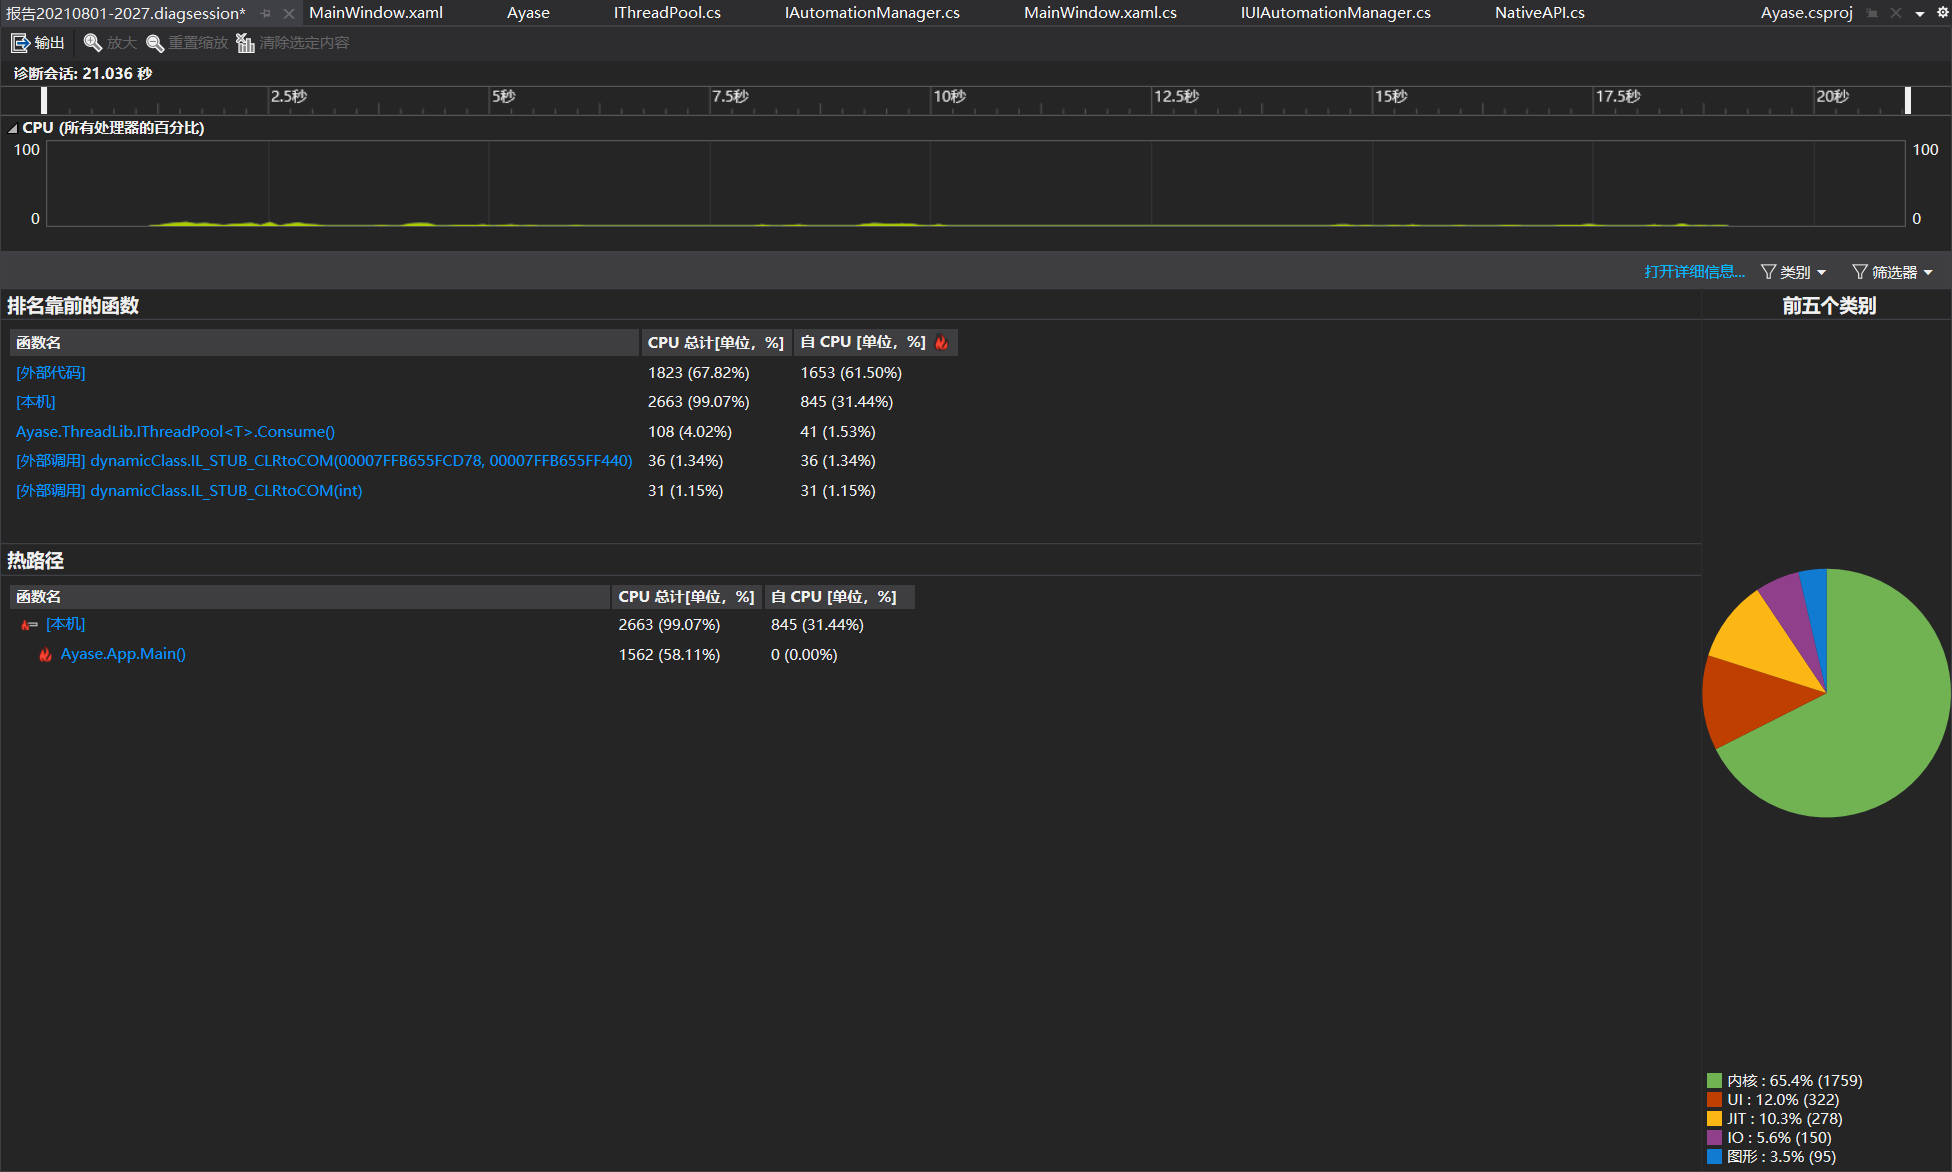 报告20210801-2027.diagsession* MainWindow.xaml Ayase IThreadPool.cs IAutomationManager.cs MainWindow.xaml.cs IUIAutomationManager.cs NativeAPI.cs Ayase.csproj
输出 放大 重置缩放 清除选定内容
诊断会话: 21.036 秒
2.5秒 5秒 7.5秒 10秒 12.5秒 15秒 17.5秒 20秒
CPU (所有处理器的百分比)
100 100
0 0
打开详细信息... 类别 筛选器
排名靠前的函数 前五个类别
函数名 CPU 总计[单位，%] 自 CPU [单位，%]
[外部代码] 1823 (67.82%) 1653 (61.50%)
[本机] 2663 (99.07%) 845 (31.44%)
Ayase.ThreadLib.IThreadPool<T>.Consume() 108 (4.02%) 41 (1.53%)
[外部调用] dynamicClass.IL_STUB_CLRtoCOM(00007FFB655FCD78, 00007FFB655FF440) 36 (1.34%) 36 (1.34%)
[外部调用] dynamicClass.IL_STUB_CLRtoCOM(int) 31 (1.15%) 31 (1.15%)
热路径
函数名 CPU 总计[单位，%] 自 CPU [单位，%]
[本机] 2663 (99.07%) 845 (31.44%)
Ayase.App.Main() 1562 (58.11%) 0 (0.00%)
内核 : 65.4% (1759)
UI : 12.0% (322)
JIT : 10.3% (278)
IO : 5.6% (150)
图形 : 3.5% (95)